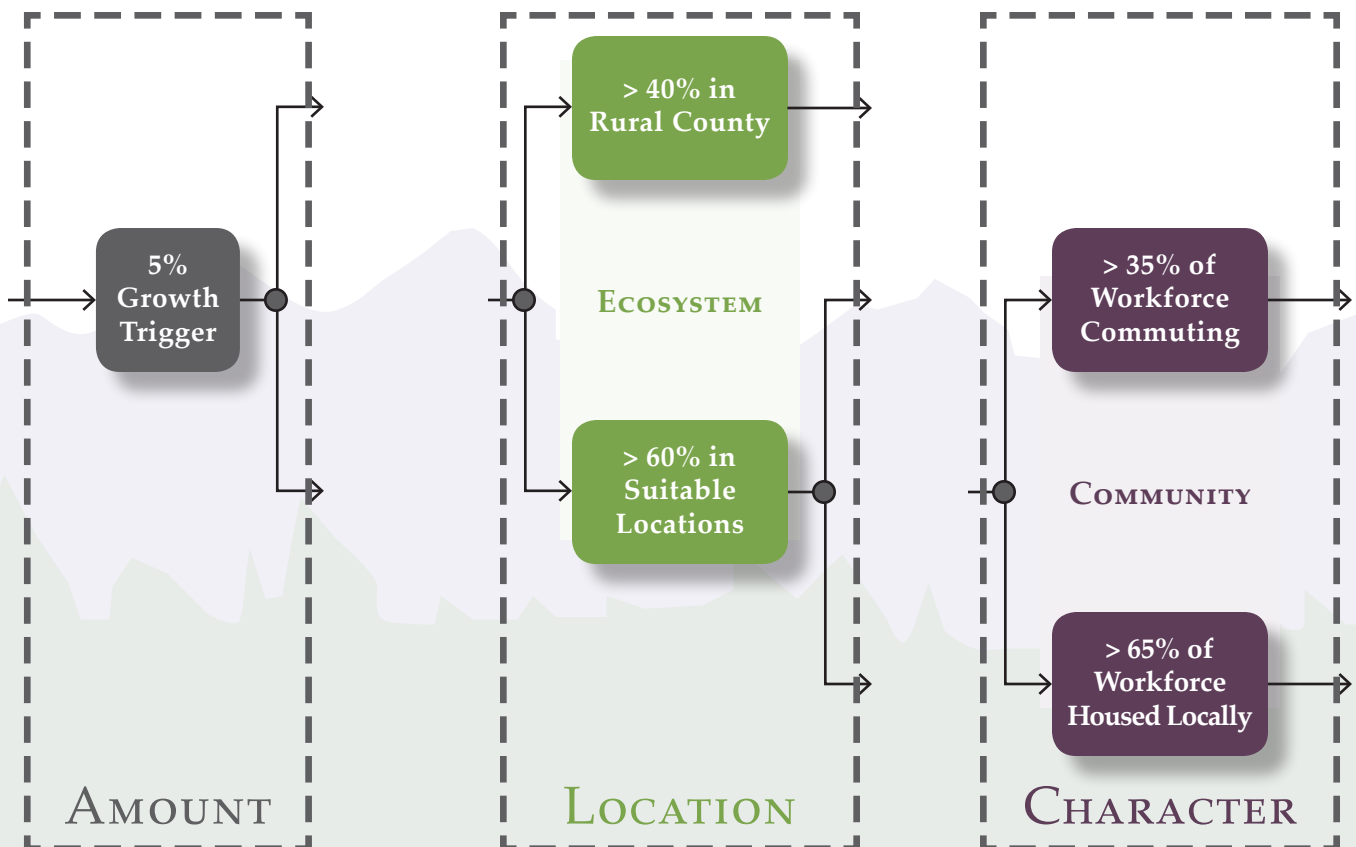 5%
Growth
Trigger
AMOUNT
> 40% in
Rural County
ECOSYSTEM
> 60% in
Suitable
Locations
LOCATION
> 35% of
Workforce
Commuting
COMMUNITY
> 65% of
Workforce
Housed Locally
CHARACTER